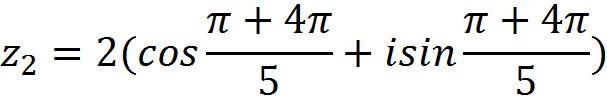 z₂ = 2(cos (π + 4π)/5 + isin (π + 4π)/5)